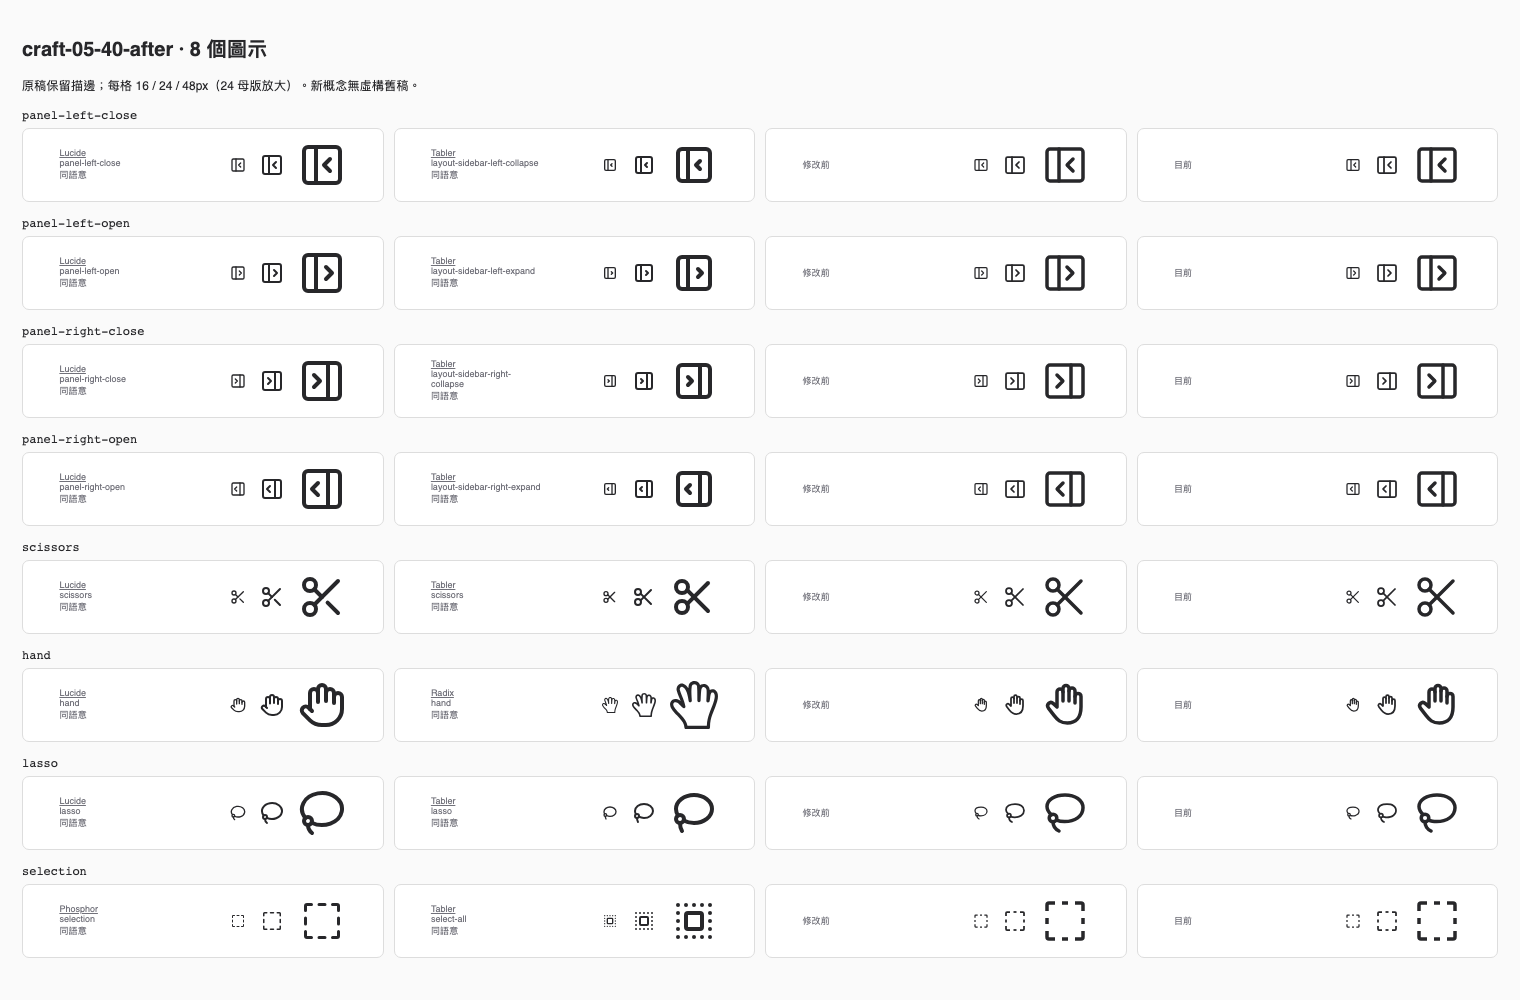 craft-05-40-after · 8 個圖示
原稿保留描邊；每格 16 / 24 / 48px（24 母版放大）。新概念無虛構舊稿。
panel-left-close
Lucide
panel-left-close
同語意
Tabler
layout-sidebar-left-collapse
同語意
修改前
目前
panel-left-open
Lucide
panel-left-open
同語意
Tabler
layout-sidebar-left-expand
同語意
修改前
目前
panel-right-close
Lucide
panel-right-close
同語意
Tabler
layout-sidebar-right-
collapse
同語意
修改前
目前
panel-right-open
Lucide
panel-right-open
同語意
Tabler
layout-sidebar-right-expand
同語意
修改前
目前
scissors
Lucide
scissors
同語意
Tabler
scissors
同語意
修改前
目前
hand
Lucide
hand
同語意
Radix
hand
同語意
修改前
目前
lasso
Lucide
lasso
同語意
Tabler
lasso
同語意
修改前
目前
selection
Phosphor
selection
同語意
Tabler
select-all
同語意
修改前
目前